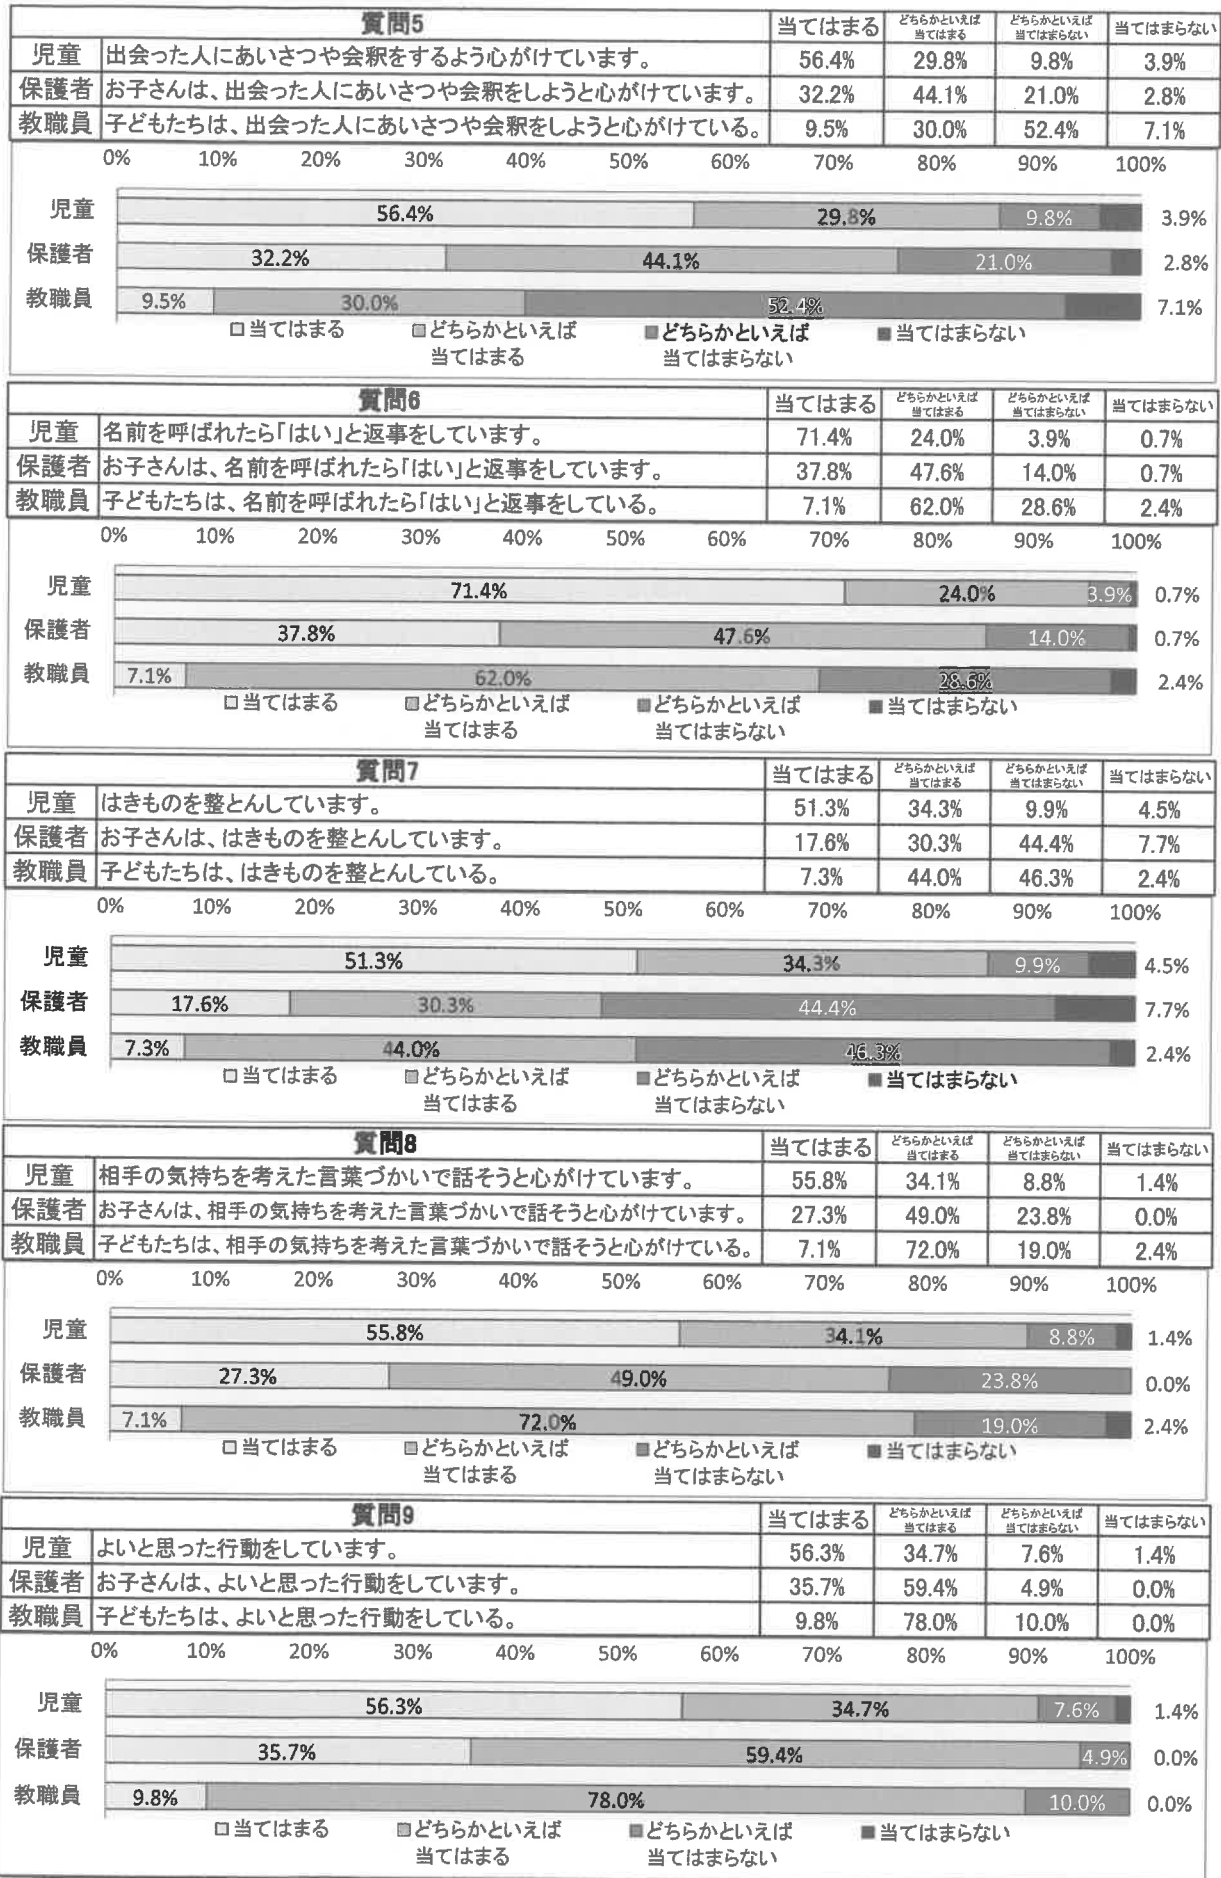 質問5 当てはまる どちらかといえば当てはまる どちらかといえば当てはまらない 当てはまらない
児童 出会った人にあいさつや会釈をするよう心がけています。 56.4% 29.8% 9.8% 3.9%
保護者 お子さんは、出会った人にあいさつや会釈をしようと心がけています。 32.2% 44.1% 21.0% 2.8%
教職員 子どもたちは、出会った人にあいさつや会釈をしようと心がけている。 9.5% 30.0% 52.4% 7.1%
0% 10% 20% 30% 40% 50% 60% 70% 80% 90% 100%
児童 56.4% 29.8% 9.8% 3.9%
保護者 32.2% 44.1% 21.0% 2.8%
教職員 9.5% 30.0% 52.4% 7.1%
当てはまる どちらかといえば どちらかといえば 当てはまらない
当てはまる 当てはまらない
質問6 当てはまる どちらかといえば当てはまる どちらかといえば当てはまらない 当てはまらない
児童 名前を呼ばれたら「はい」と返事をしています。 71.4% 24.0% 3.9% 0.7%
保護者 お子さんは、名前を呼ばれたら「はい」と返事をしています。 37.8% 47.6% 14.0% 0.7%
教職員 子どもたちは、名前を呼ばれたら「はい」と返事をしている。 7.1% 62.0% 28.6% 2.4%
0% 10% 20% 30% 40% 50% 60% 70% 80% 90% 100%
児童 71.4% 24.0% 3.9% 0.7%
保護者 37.8% 47.6% 14.0% 0.7%
教職員 7.1% 62.0% 28.6% 2.4%
当てはまる どちらかといえば どちらかといえば 当てはまらない
当てはまる 当てはまらない
質問7 当てはまる どちらかといえば当てはまる どちらかといえば当てはまらない 当てはまらない
児童 はきものを整とんしています。 51.3% 34.3% 9.9% 4.5%
保護者 お子さんは、はきものを整とんしています。 17.6% 30.3% 44.4% 7.7%
教職員 子どもたちは、はきものを整とんしている。 7.3% 44.0% 46.3% 2.4%
0% 10% 20% 30% 40% 50% 60% 70% 80% 90% 100%
児童 51.3% 34.3% 9.9% 4.5%
保護者 17.6% 30.3% 44.4% 7.7%
教職員 7.3% 44.0% 46.3% 2.4%
当てはまる どちらかといえば どちらかといえば 当てはまらない
当てはまる 当てはまらない
質問8 当てはまる どちらかといえば当てはまる どちらかといえば当てはまらない 当てはまらない
児童 相手の気持ちを考えた言葉づかいで話そうと心がけています。 55.8% 34.1% 8.8% 1.4%
保護者 お子さんは、相手の気持ちを考えた言葉づかいで話そうと心がけています。 27.3% 49.0% 23.8% 0.0%
教職員 子どもたちは、相手の気持ちを考えた言葉づかいで話そうと心がけている。 7.1% 72.0% 19.0% 2.4%
0% 10% 20% 30% 40% 50% 60% 70% 80% 90% 100%
児童 55.8% 34.1% 8.8% 1.4%
保護者 27.3% 49.0% 23.8% 0.0%
教職員 7.1% 72.0% 19.0% 2.4%
当てはまる どちらかといえば どちらかといえば 当てはまらない
当てはまる 当てはまらない
質問9 当てはまる どちらかといえば当てはまる どちらかといえば当てはまらない 当てはまらない
児童 よいと思った行動をしています。 56.3% 34.7% 7.6% 1.4%
保護者 お子さんは、よいと思った行動をしています。 35.7% 59.4% 4.9% 0.0%
教職員 子どもたちは、よいと思った行動をしている。 9.8% 78.0% 10.0% 0.0%
0% 10% 20% 30% 40% 50% 60% 70% 80% 90% 100%
児童 56.3% 34.7% 7.6% 1.4%
保護者 35.7% 59.4% 4.9% 0.0%
教職員 9.8% 78.0% 10.0% 0.0%
当てはまる どちらかといえば どちらかといえば 当てはまらない
当てはまる 当てはまらない